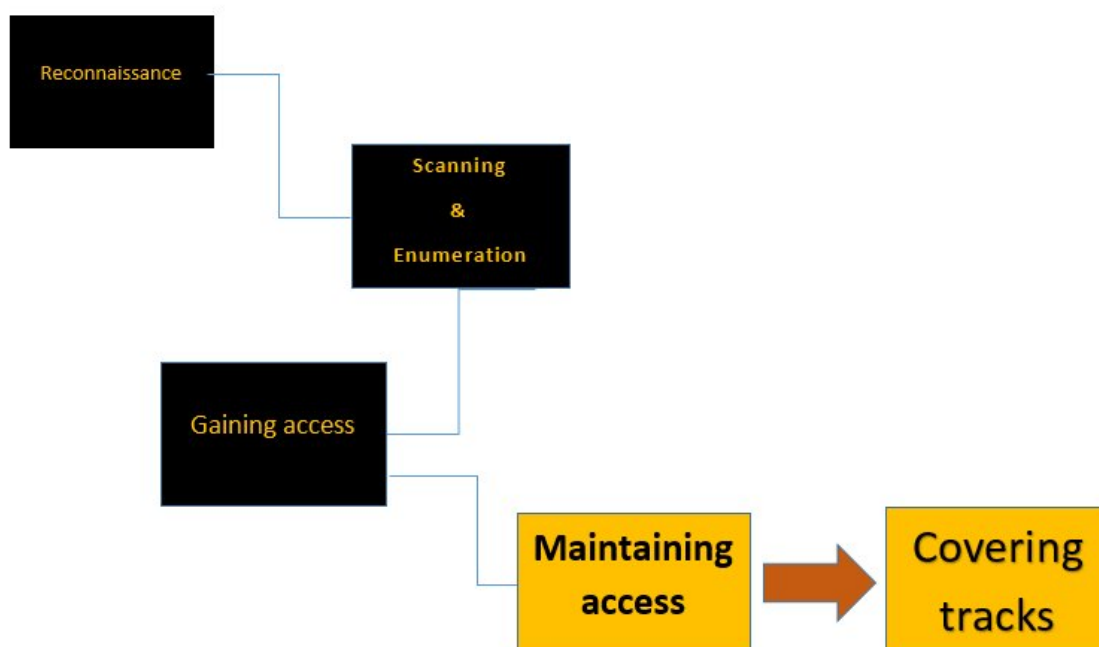 Reconnaissance
Scanning
&
Enumeration
Gaining access
Maintaining
access
Covering
tracks